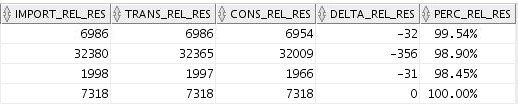 IMPORT_REL_RES TRANS_REL_RES CONS_REL_RES DELTA_REL_RES PERC_REL_RES
6986 6986 6954 -32 99.54%
32380 32365 32009 -356 98.90%
1998 1997 1966 -31 98.45%
7318 7318 7318 0 100.00%